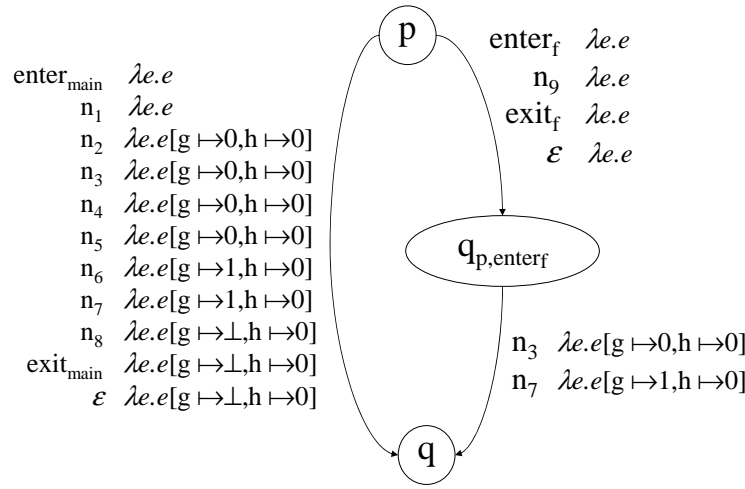 p
enter_main λe.e
n_1 λe.e
n_2 λe.e[g ↦0,h ↦0]
n_3 λe.e[g ↦0,h ↦0]
n_4 λe.e[g ↦0,h ↦0]
n_5 λe.e[g ↦0,h ↦0]
n_6 λe.e[g ↦1,h ↦0]
n_7 λe.e[g ↦1,h ↦0]
n_8 λe.e[g ↦⊥,h ↦0]
exit_main λe.e[g ↦⊥,h ↦0]
ε λe.e[g ↦⊥,h ↦0]
enter_f λe.e
n_9 λe.e
exit_f λe.e
ε λe.e
q_p,enter_f
n_3 λe.e[g ↦0,h ↦0]
n_7 λe.e[g ↦1,h ↦0]
q